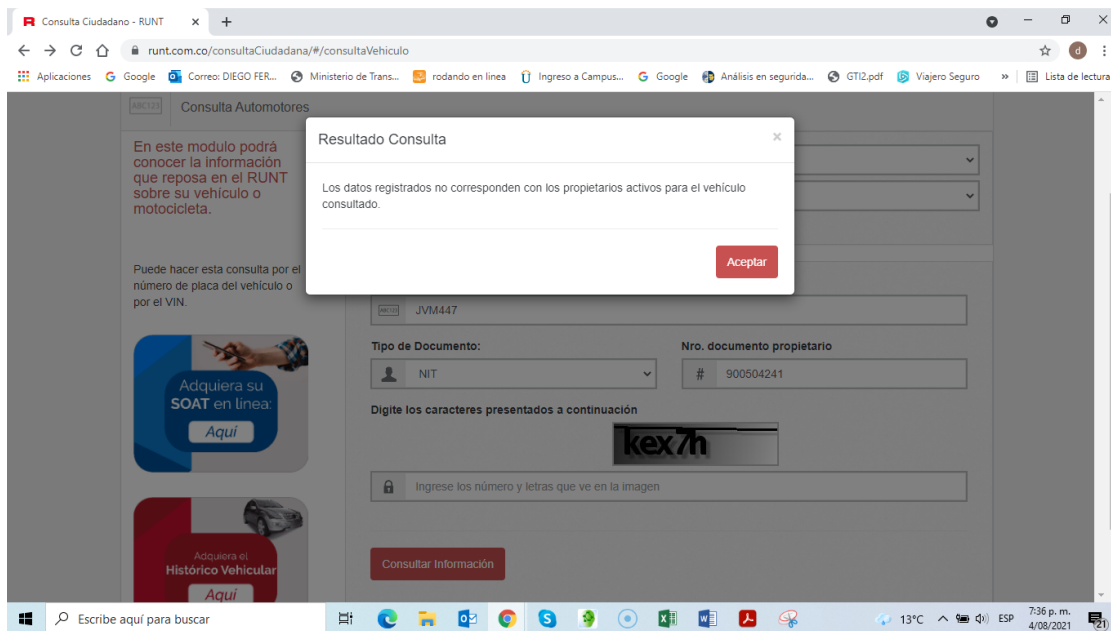 Consulta Ciudadano - RUNT
runt.com.co/consultaCiudadana/#/consultaVehiculo
d
Aplicaciones
Google
Correo: DIEGO FER...
Ministerio de Trans...
rodando en linea
Ingreso a Campus...
Google
Análisis en segurida...
GTI2.pdf
Viajero Seguro
»
Lista de lectura
ABC123
Consulta Automotores
En este modulo podrá
conocer la información
que reposa en el RUNT
sobre su vehículo o
motocicleta.
Resultado Consulta
×
Los datos registrados no corresponden con los propietarios activos para el vehículo
consultado.
Aceptar
Puede hacer esta consulta por el
número de placa del vehículo o
por el VIN.
ABC123
JVM447
Tipo de Documento:
Nro. documento propietario
NIT
# 900504241
Digite los caracteres presentados a continuación
kex7h
Ingrese los número y letras que ve en la imagen
Consultar Información
Adquiera su
SOAT en linea:
Aquí
Adquiera el
Histórico Vehicular
Aquí
Escribe aquí para buscar
13°C
ESP
7:36 p. m.
4/08/2021
21